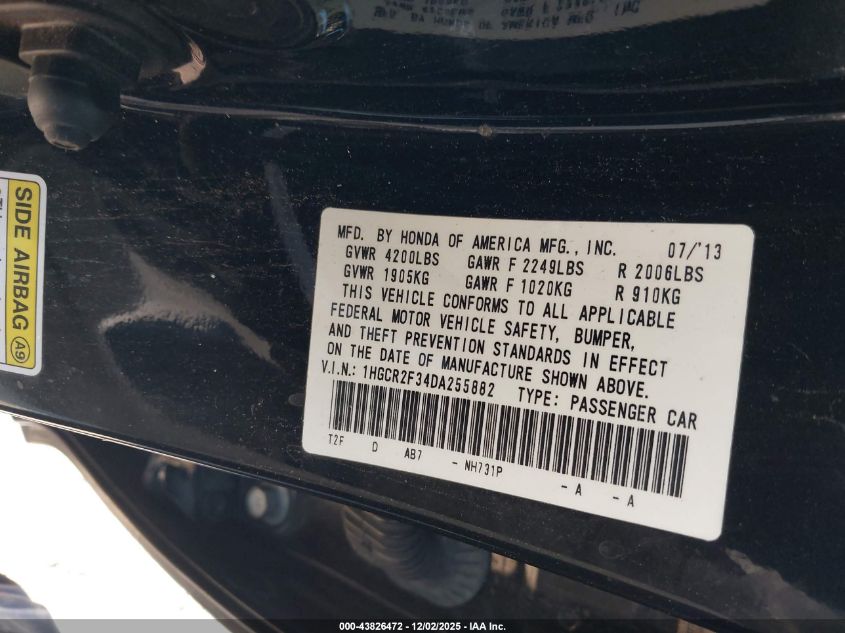 MFD. BY HONDA OF AMERICA MFG., INC. 07/'13
GVWR 4200LBS GAWR F 2249LBS R 2006LBS
GVWR 1905KG GAWR F 1020KG R 910KG
THIS VEHICLE CONFORMS TO ALL APPLICABLE
FEDERAL MOTOR VEHICLE SAFETY, BUMPER,
AND THEFT PREVENTION STANDARDS IN EFFECT
ON THE DATE OF MANUFACTURE SHOWN ABOVE.
V.I.N.: 1HGCR2F34DA255882 TYPE: PASSENGER CAR
T2F D AB7 - NH731P - A - A
SIDE AIRBAG A9
000-43826472 - 12/02/2025 - IAA Inc.